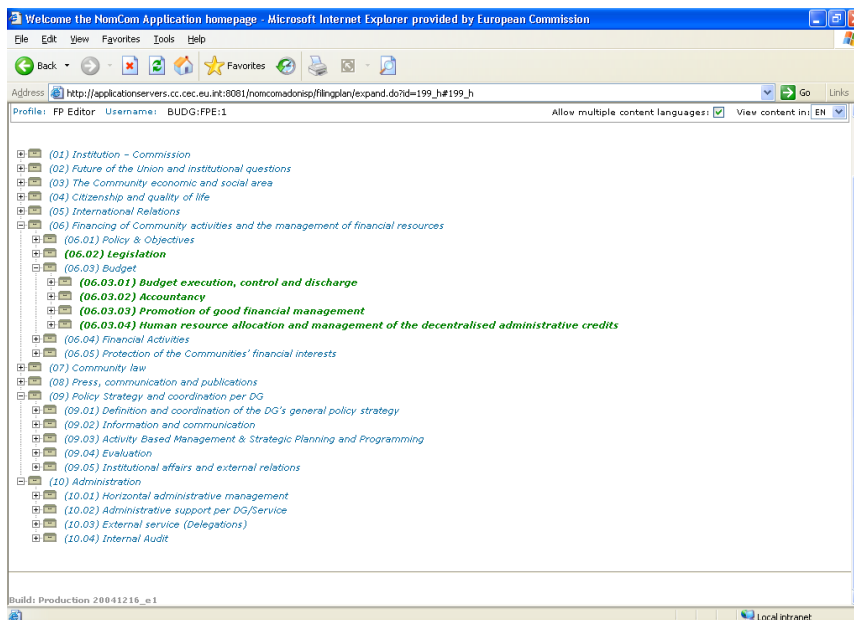 Welcome the NomCom Application homepage - Microsoft Internet Explorer provided by European Commission
File Edit View Favorites Tools Help
Back Favorites
Address http://applicationservers.cc.cec.eu.int:8081/nomcomadonisp/filingplan/expand.do?id=199_h#199_h Go Links
Profile: FP Editor Username: BUDG:FPE:1 Allow multiple content languages: View content in: EN
(01) Institution – Commission
(02) Future of the Union and institutional questions
(03) The Community economic and social area
(04) Citizenship and quality of life
(05) International Relations
(06) Financing of Community activities and the management of financial resources
(06.01) Policy & Objectives
(06.02) Legislation
(06.03) Budget
(06.03.01) Budget execution, control and discharge
(06.03.02) Accountancy
(06.03.03) Promotion of good financial management
(06.03.04) Human resource allocation and management of the decentralised administrative credits
(06.04) Financial Activities
(06.05) Protection of the Communities' financial interests
(07) Community law
(08) Press, communication and publications
(09) Policy Strategy and coordination per DG
(09.01) Definition and coordination of the DG's general policy strategy
(09.02) Information and communication
(09.03) Activity Based Management & Strategic Planning and Programming
(09.04) Evaluation
(09.05) Institutional affairs and external relations
(10) Administration
(10.01) Horizontal administrative management
(10.02) Administrative support per DG/Service
(10.03) External service (Delegations)
(10.04) Internal Audit
Build: Production 20041216_e1
Local intranet